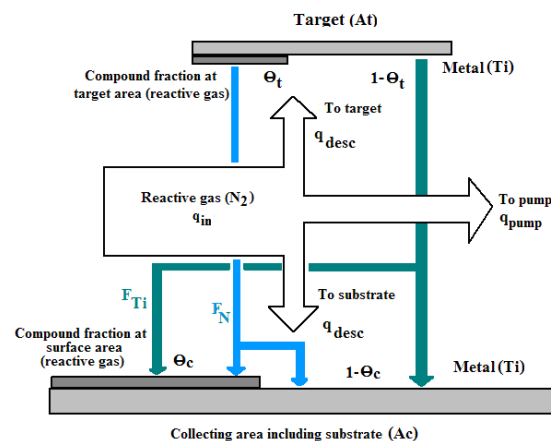 Target (At)
Compound fraction at
target area (reactive gas)
Θt
1-Θt
Metal (Ti)
To target
qdesc
Reactive gas (N2)
qin
To pump
qpump
FTi
FN
To substrate
qdesc
Compound fraction at
surface area
(reactive gas)
Θc
1-Θc
Metal (Ti)
Collecting area including substrate (Ac)